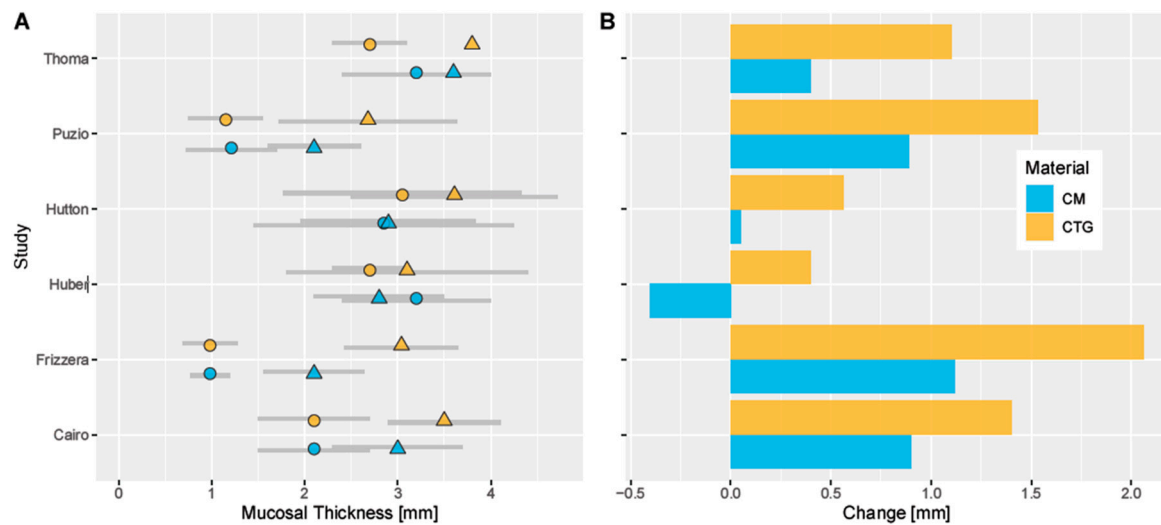 A
Study
Thoma
Puzio
Hutton
Huber
Frizzera
Cairo
0 1 2 3 4
Mucosal Thickness [mm]
B
Material
CM
CTG
−0.5 0.0 0.5 1.0 1.5 2.0
Change [mm]